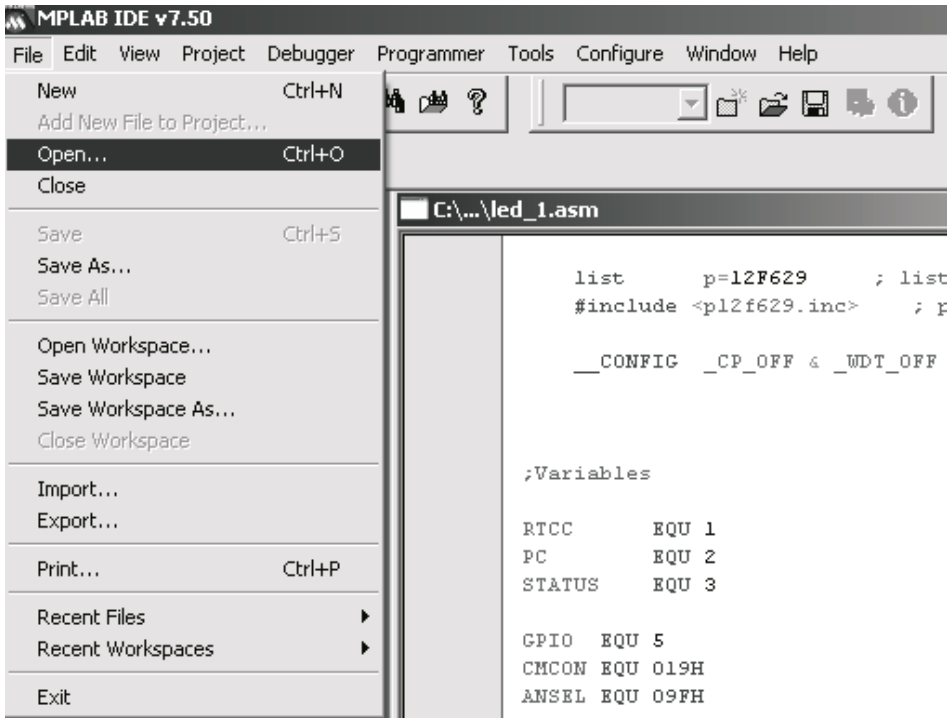 MPLAB IDE v7.50
File Edit View Project Debugger Programmer Tools Configure Window Help
New Ctrl+N
Add New File to Project...
Open... Ctrl+O
Close
Save Ctrl+S
Save As...
Save All
Open Workspace...
Save Workspace
Save Workspace As...
Close Workspace
Import...
Export...
Print... Ctrl+P
Recent Files
Recent Workspaces
Exit
C:\...\led_1.asm
list p=12F629 ; list
#include <p12f629.inc> ; p
__CONFIG _CP_OFF & _WDT_OFF
;Variables
RTCC EQU 1
PC EQU 2
STATUS EQU 3
GPIO EQU 5
CMCON EQU 019H
ANSEL EQU 09FH